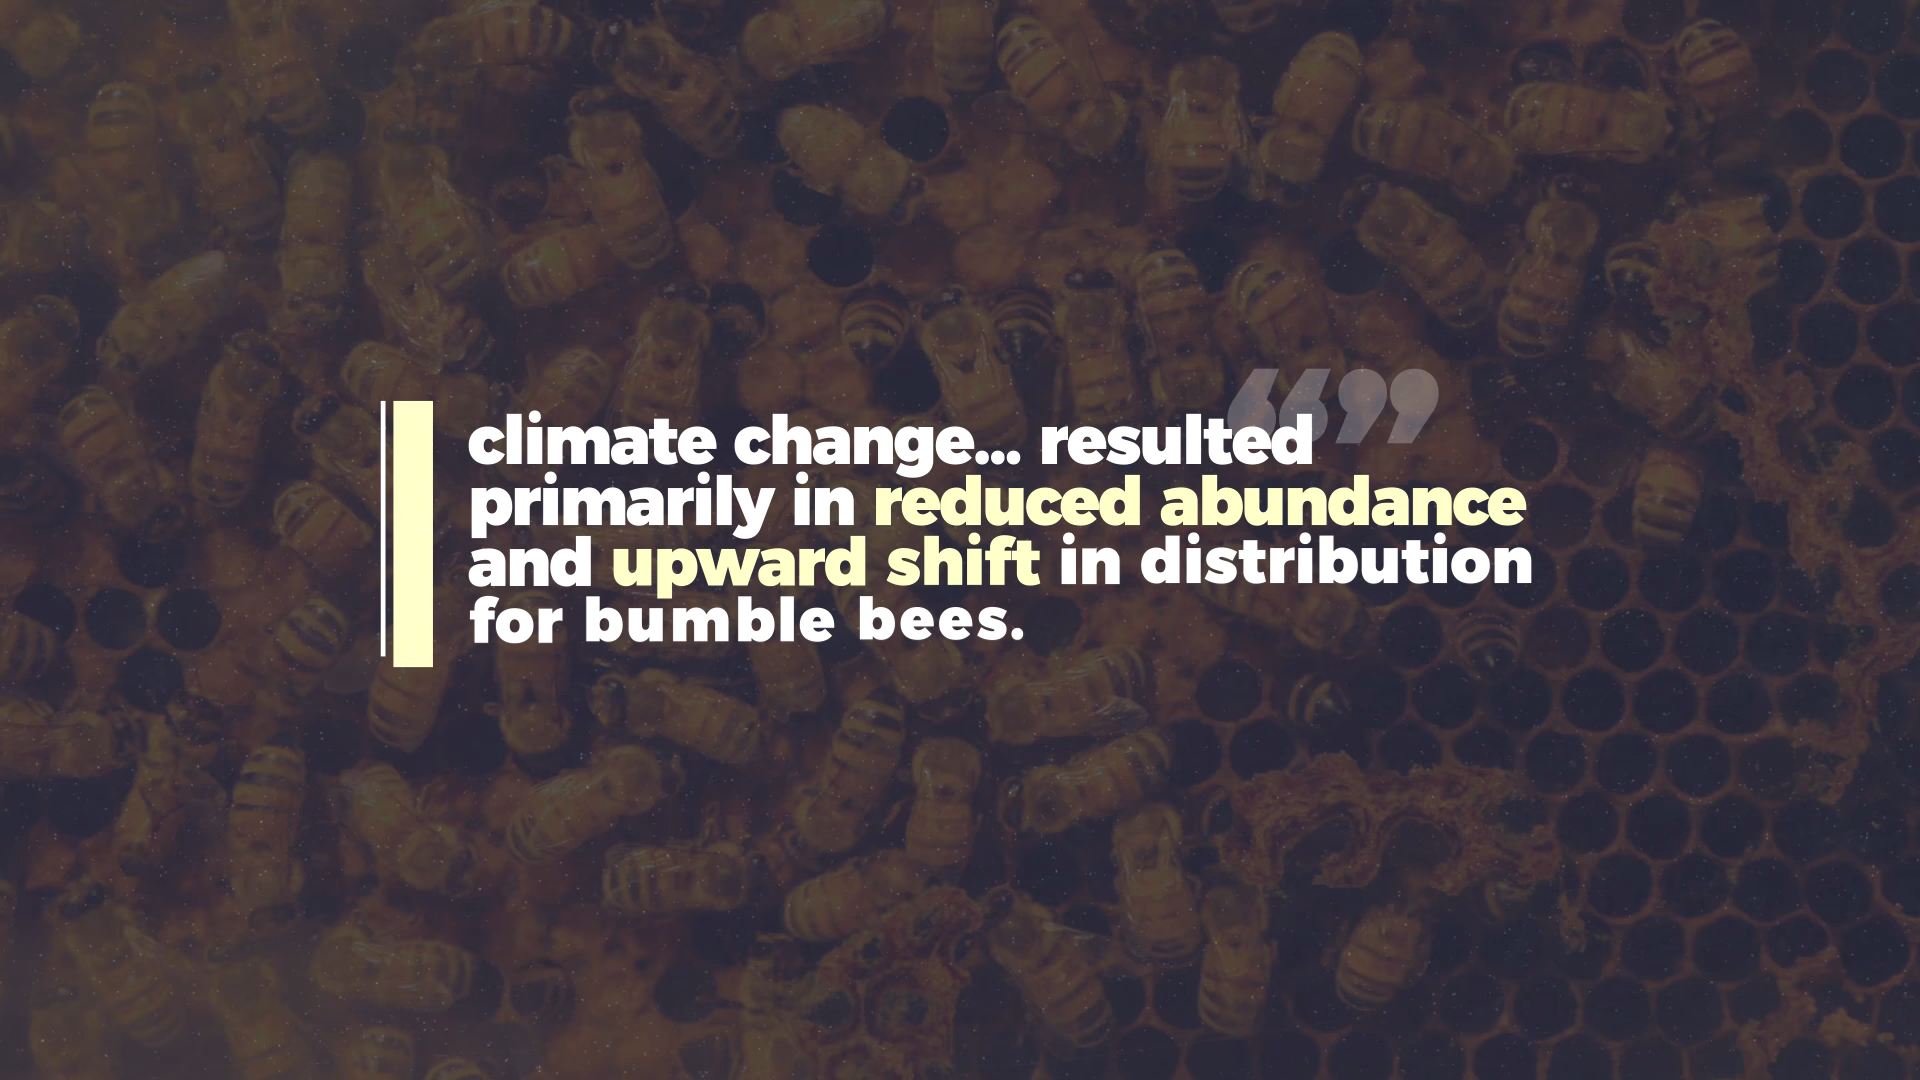 climate change... resulted
primarily in reduced abundance
and upward shift in distribution
for bumble bees.